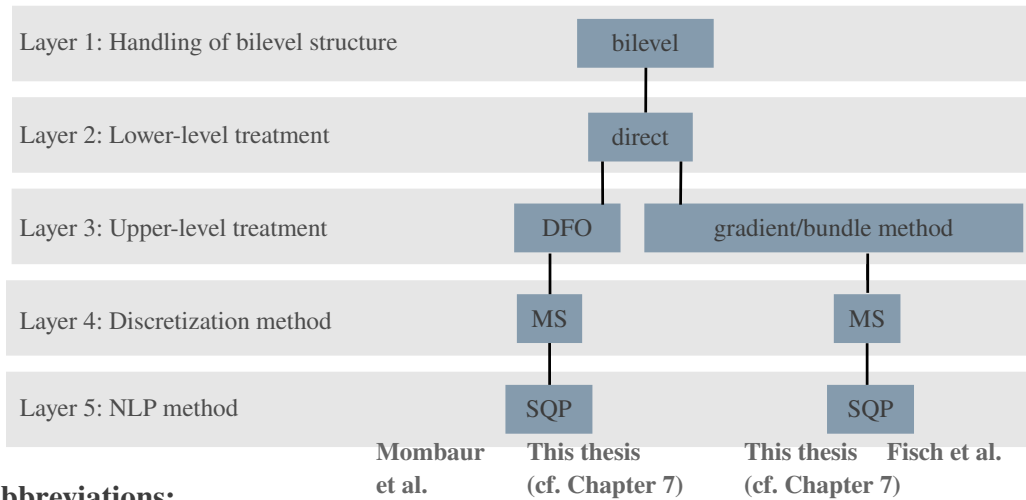 Layer 1: Handling of bilevel structure
bilevel
Layer 2: Lower-level treatment
direct
Layer 3: Upper-level treatment
DFO
gradient/bundle method
Layer 4: Discretization method
MS
MS
Layer 5: NLP method
SQP
SQP
Mombaur
et al.
This thesis
(cf. Chapter 7)
This thesis
(cf. Chapter 7)
Fisch et al.
bbreviations: